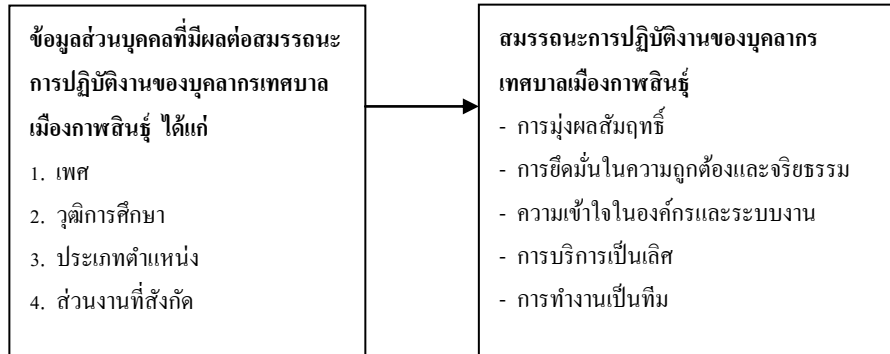 ข้อมูลส่วนบุคคลที่มีผลต่อสมรรถนะ
การปฏิบัติงานของบุคลากรเทศบาล
เมืองกาฬสินธุ์ ได้แก่
1. เพศ
2. วุฒิการศึกษา
3. ประเภทตำแหน่ง
4. ส่วนงานที่สังกัด
สมรรถนะการปฏิบัติงานของบุคลากร
เทศบาลเมืองกาฬสินธุ์
- การมุ่งผลสัมฤทธิ์
- การยึดมั่นในความถูกต้องและจริยธรรม
- ความเข้าใจในองค์กรและระบบงาน
- การบริการเป็นเลิศ
- การทำงานเป็นทีม